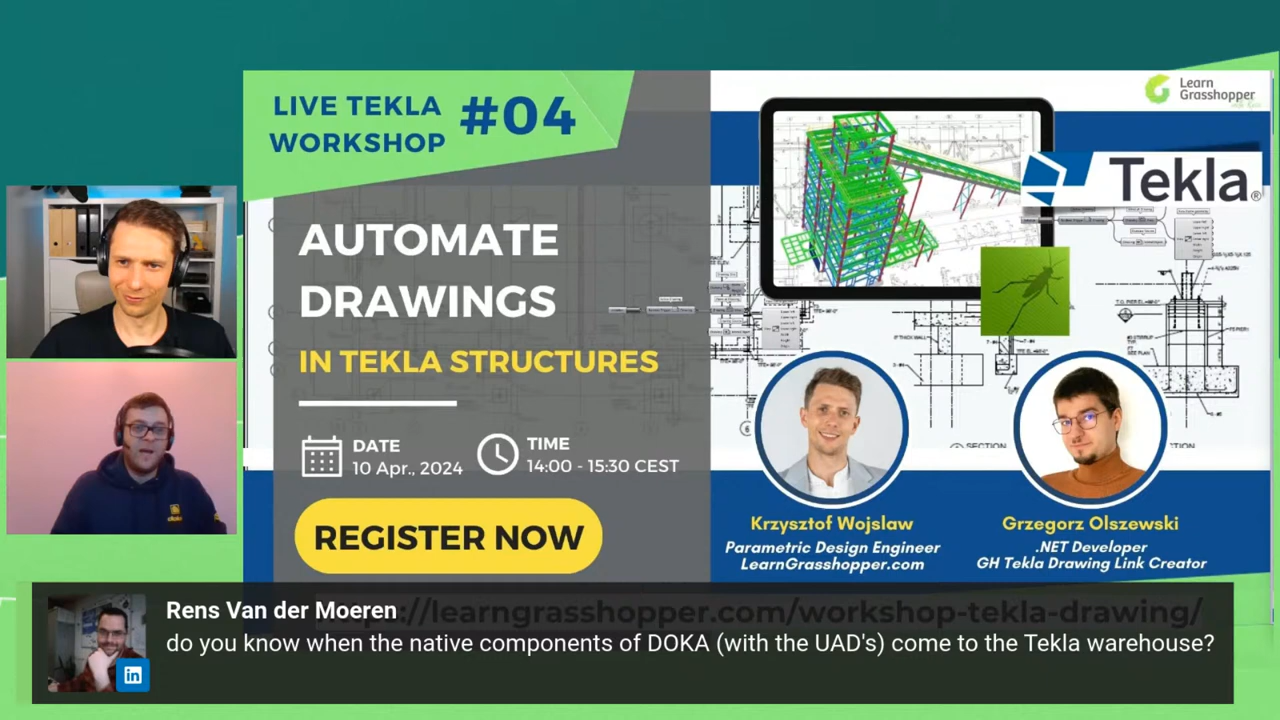 LIVE TEKLA
WORKSHOP
#04
Learn
Grasshopper
Tekla®
AUTOMATE
DRAWINGS
IN TEKLA STRUCTURES
DATE
10 Apr., 2024
TIME
14:00 - 15:30 CEST
REGISTER NOW
Krzysztof Wojslaw
Parametric Design Engineer
LearnGrasshopper.com
Grzegorz Olszewski
.NET Developer
GH Tekla Drawing Link Creator
SECTION
://learngrasshopper.com/workshop-tekla-drawing/
Rens Van der Moeren
do you know when the native components of DOKA (with the UAD's) come to the Tekla warehouse?
in